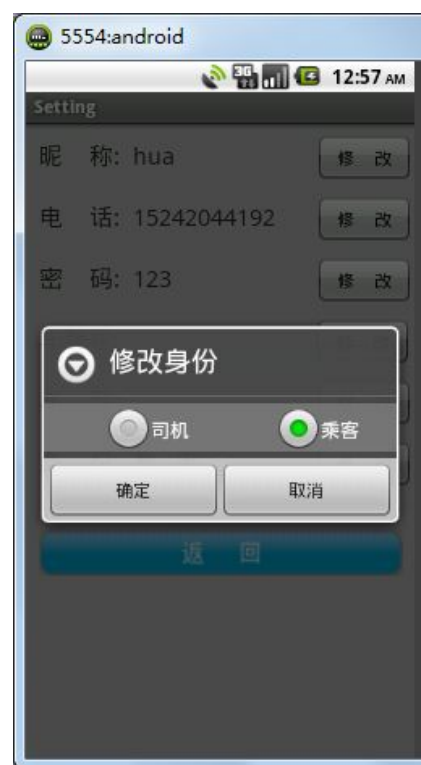 5554:android
3G 12:57 AM
Setting
昵 称: hua 修 改
电 话: 15242044192 修 改
密 码: 123 修 改
修改身份
司机 乘客
确定 取消
返 回